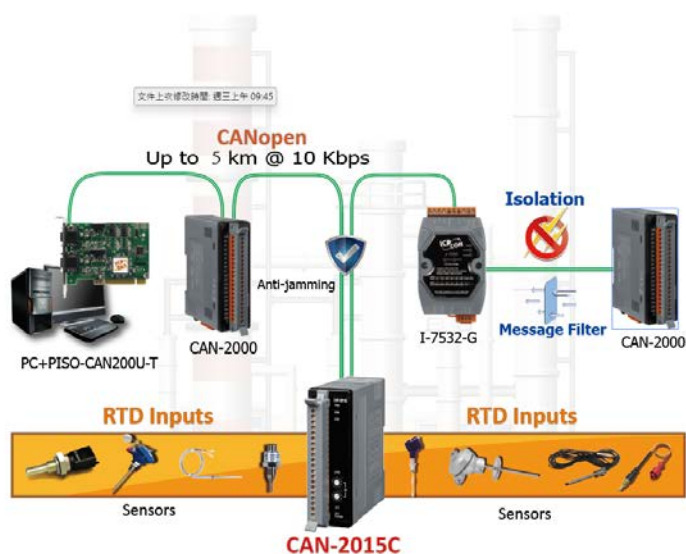 文件上次修改時間: 週三上午 09:45
CANopen
Up to 5 km @ 10 Kbps
Isolation
Anti-jamming
ICP CON
Message Filter
PC+PISO-CAN200U-T
CAN-2000
I-7532-G
CAN-2000
RTD Inputs
RTD Inputs
Sensors
Sensors
CAN-2015C